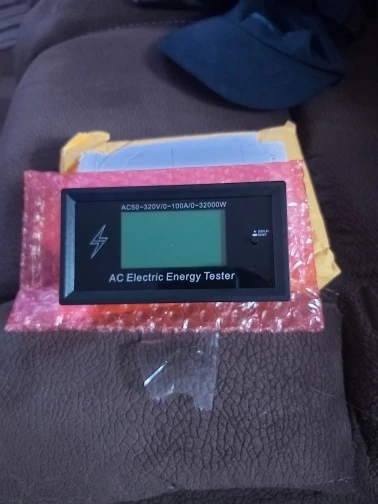 AC50~320V/0~100A/0~32000W
AC Electric Energy Tester